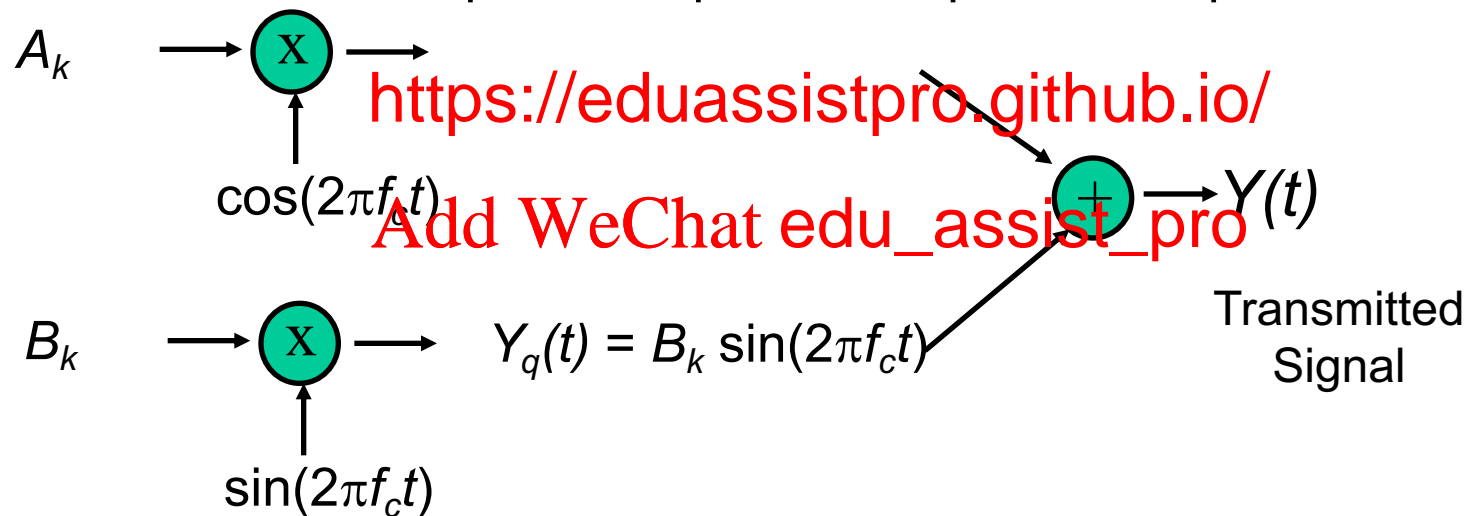 A_k
X
https://eduassistpro.github.io/
cos(2πf_ct)
+
Y(t)
Add WeChat edu_assist_pro
B_k
X
Y_q(t) = B_k sin(2πf_ct)
Transmitted
Signal
sin(2πf_ct)